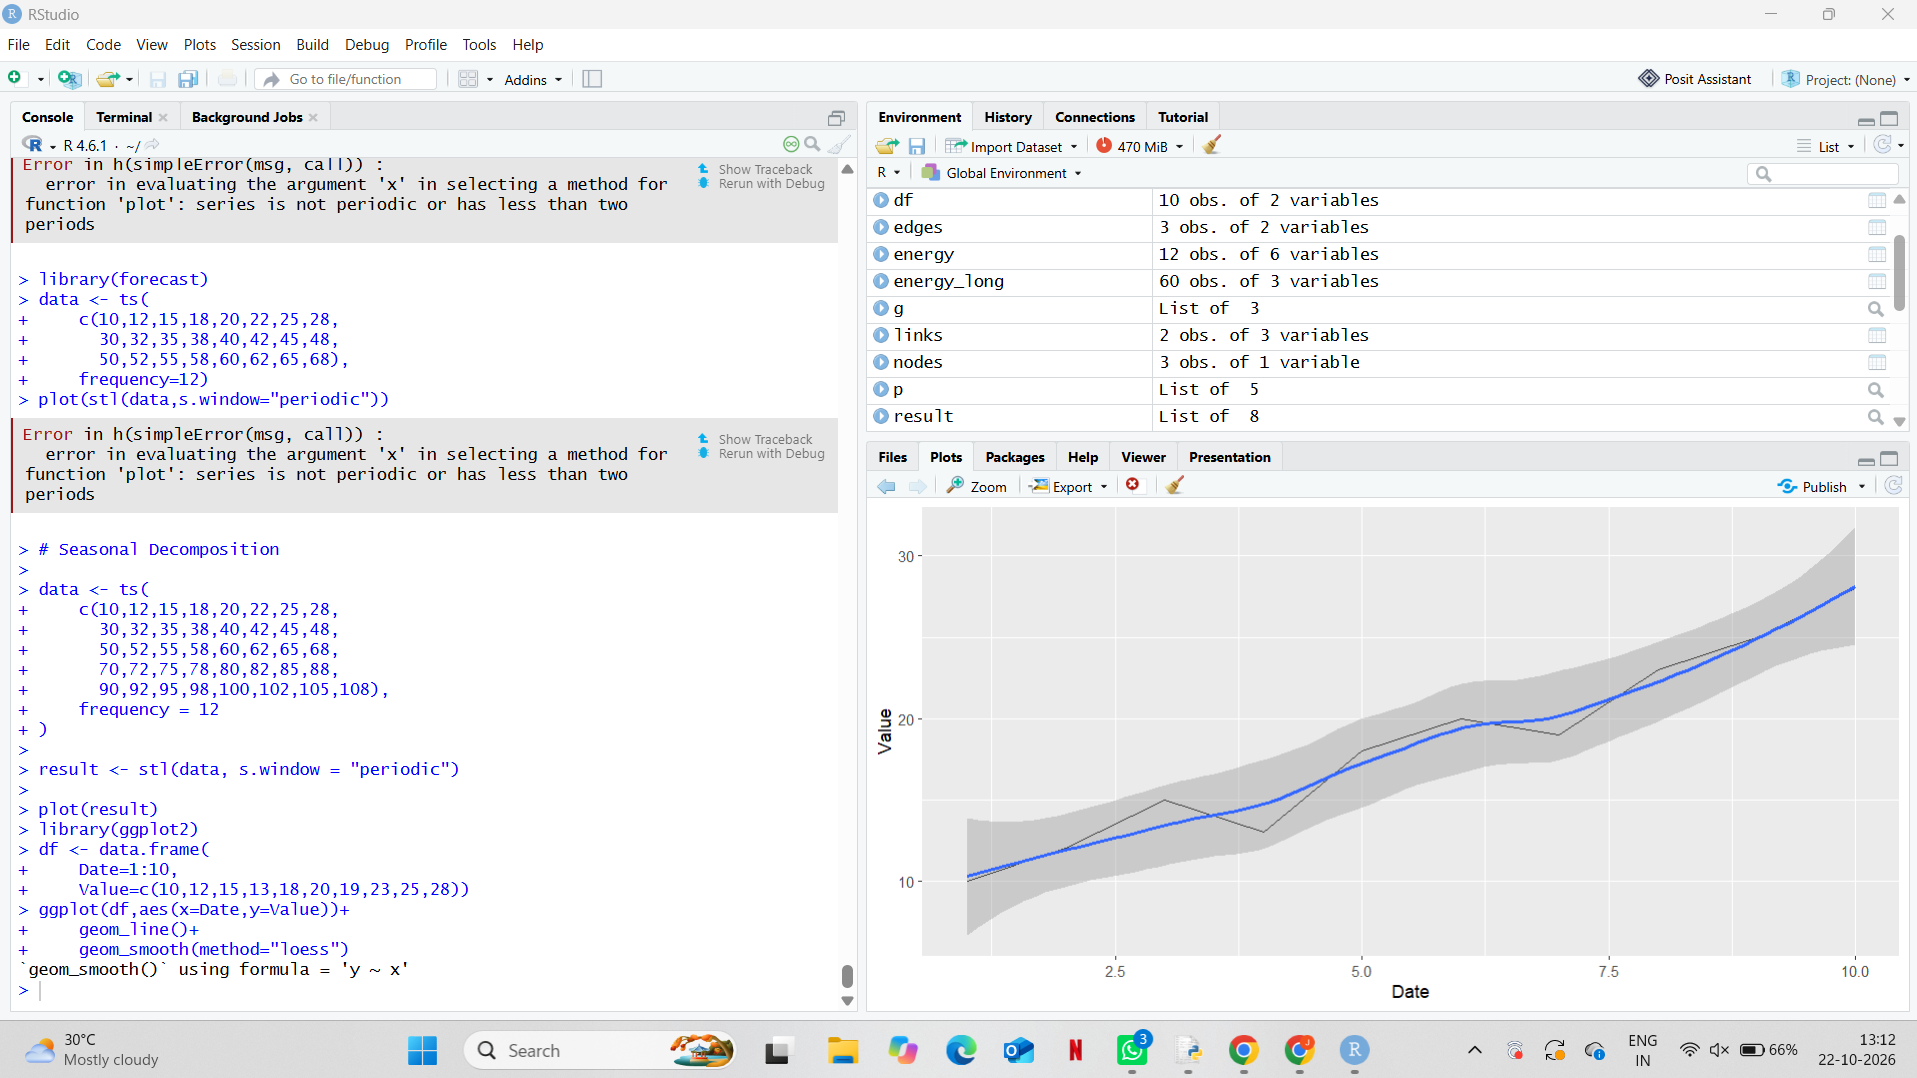 RStudio
File Edit Code View Plots Session Build Debug Profile Tools Help
Go to file/function Addins Posit Assistant Project: (None)
Console Terminal Background Jobs
R 4.6.1 · ~/
Error in h(simpleError(msg, call)) :
error in evaluating the argument 'x' in selecting a method for
function 'plot': series is not periodic or has less than two
periods
Show Traceback
Rerun with Debug
> library(forecast)
> data <- ts(
+ c(10,12,15,18,20,22,25,28,
+ 30,32,35,38,40,42,45,48,
+ 50,52,55,58,60,62,65,68),
+ frequency=12)
> plot(stl(data,s.window="periodic"))
Error in h(simpleError(msg, call)) :
error in evaluating the argument 'x' in selecting a method for
function 'plot': series is not periodic or has less than two
periods
Show Traceback
Rerun with Debug
> # Seasonal Decomposition
>
> data <- ts(
+ c(10,12,15,18,20,22,25,28,
+ 30,32,35,38,40,42,45,48,
+ 50,52,55,58,60,62,65,68,
+ 70,72,75,78,80,82,85,88,
+ 90,92,95,98,100,102,105,108),
+ frequency = 12
+ )
>
> result <- stl(data, s.window = "periodic")
>
> plot(result)
> library(ggplot2)
> df <- data.frame(
+ Date=1:10,
+ Value=c(10,12,15,13,18,20,19,23,25,28))
> ggplot(df,aes(x=Date,y=Value))+
+ geom_line()+
+ geom_smooth(method="loess")
`geom_smooth()` using formula = 'y ~ x'
>
Environment History Connections Tutorial
Import Dataset 470 MiB List
R Global Environment
df 10 obs. of 2 variables
edges 3 obs. of 2 variables
energy 12 obs. of 6 variables
energy_long 60 obs. of 3 variables
g List of 3
links 2 obs. of 3 variables
nodes 3 obs. of 1 variable
p List of 5
result List of 8
Files Plots Packages Help Viewer Presentation
Zoom Export Publish
30
20
10
Value
2.5 5.0 7.5 10.0
Date
30°C
Mostly cloudy
Search
3
ENG
IN
66%
13:12
22-10-2026